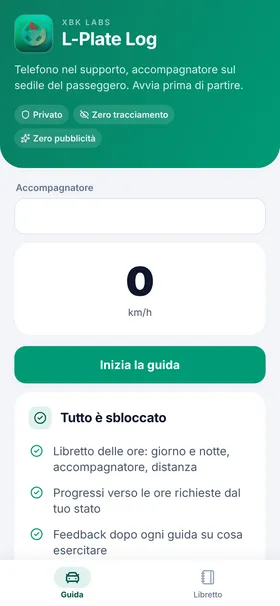 XBK LABS
L-Plate Log
Telefono nel supporto, accompagnatore sul
sedile del passeggero. Avvia prima di partire.
Privato
Zero tracciamento
Zero pubblicità
Accompagnatore
0
km/h
Inizia la guida
Tutto è sbloccato
Libretto delle ore: giorno e notte,
accompagnatore, distanza
Progressi verso le ore richieste dal
tuo stato
Feedback dopo ogni guida su cosa
esercitare
Guida
Libretto